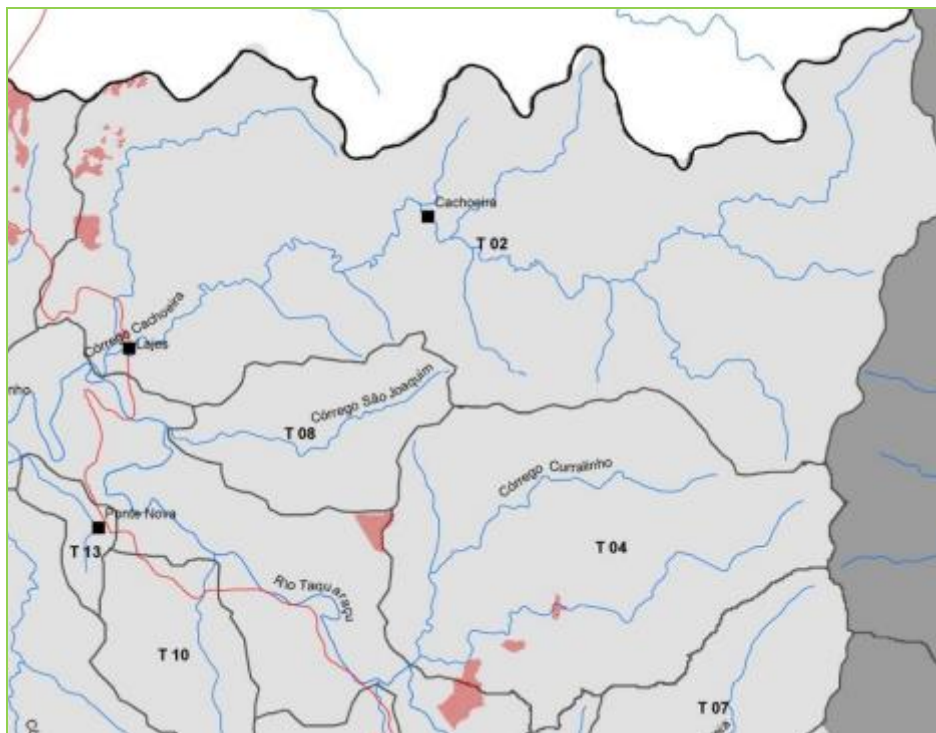 Cachoeira
T 02
Córrego Cachoeira
Lajes
nho
Córrego São Joaquim
T 08
Córrego Curralinho
Ponte Nova
T 13
T 04
Rio Taquaraçu
T 10
T 07